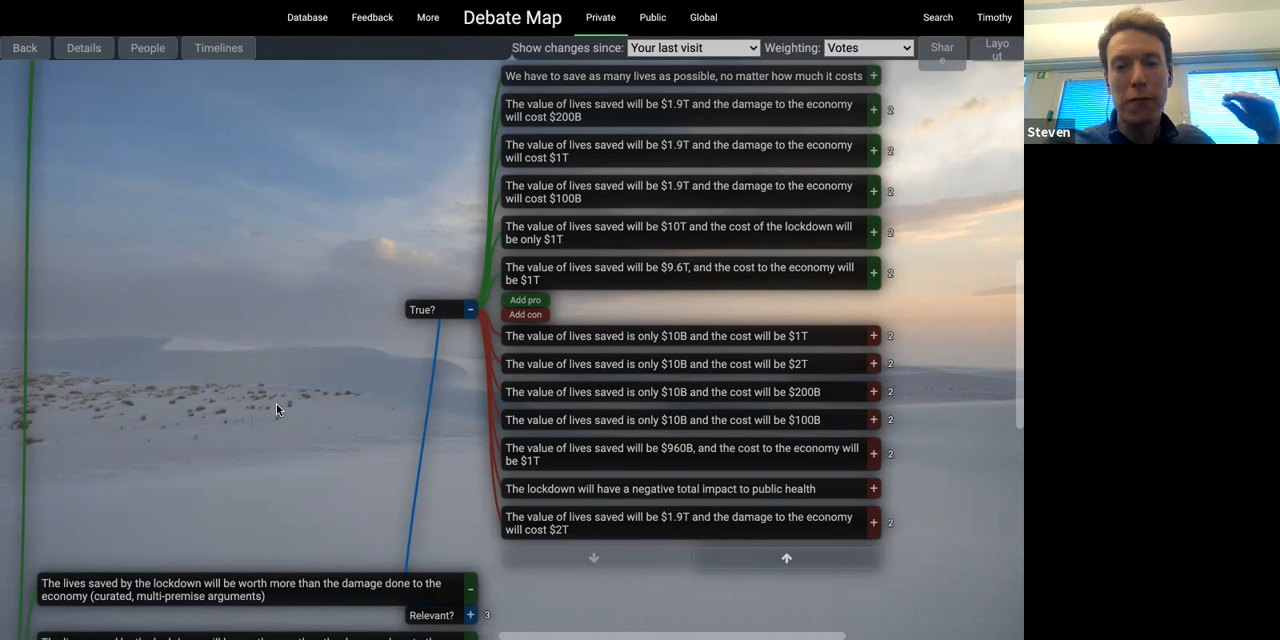 Database Feedback More Debate Map Private Public Global Search Timothy
Back Details People Timelines Show changes since: Your last visit Weighting: Votes Shar
e Layo
ut
Steven
We have to save as many lives as possible, no matter how much it costs +
The value of lives saved will be $1.9T and the damage to the economy
will cost $200B + 2
The value of lives saved will be $1.9T and the damage to the economy
will cost $1T + 2
The value of lives saved will be $1.9T and the damage to the economy
will cost $100B + 2
The value of lives saved will be $10T and the cost of the lockdown will
be only $1T + 2
The value of lives saved will be $9.6T, and the cost to the economy will
be $1T + 2
Add pro
True? -
Add con
The value of lives saved is only $10B and the cost will be $1T + 2
The value of lives saved is only $10B and the cost will be $2T + 2
The value of lives saved is only $10B and the cost will be $200B + 2
The value of lives saved is only $10B and the cost will be $100B + 2
The value of lives saved will be $960B, and the cost to the economy will
be $1T + 2
The lockdown will have a negative total impact to public health +
The value of lives saved will be $1.9T and the damage to the economy
will cost $2T + 2
The lives saved by the lockdown will be worth more than the damage done to the
economy (curated, multi-premise arguments) -
Relevant? + 3